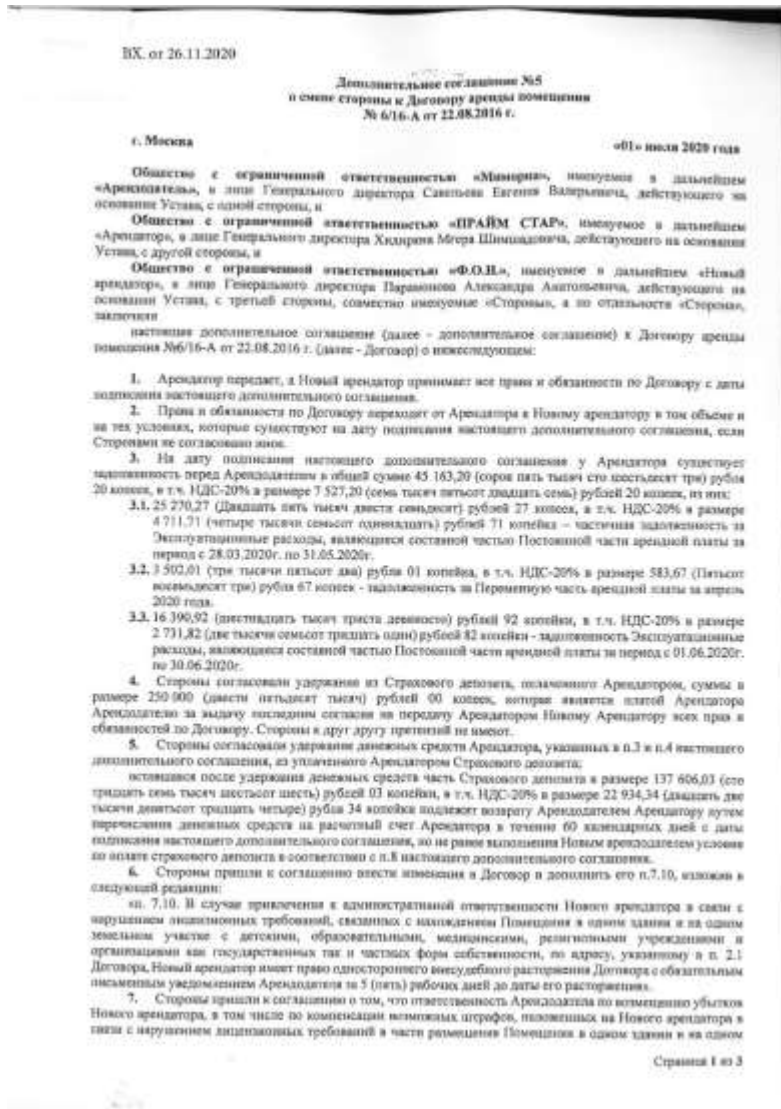 ВХ. от 26.11.2020
Дополнительное соглашение №5
о смене стороны к Договору аренды помещения
№ 6/16-А от 22.08.2016 г.
г. Москва «01» июля 2020 года
Общество с ограниченной ответственностью «Мимория», именуемое в дальнейшем
«Арендодатель», в лице Генерального директора Савельева Евгения Валерьевича, действующего на
основании Устава, с одной стороны, и
Общество с ограниченной ответственностью «ПРАЙМ СТАР», именуемое в дальнейшем
«Арендатор», в лице Генерального директора Хидиряна Мгера Шимшадовича, действующего на основании
Устава, с другой стороны, и
Общество с ограниченной ответственностью «Ф.О.Н.», именуемое в дальнейшем «Новый
арендатор», в лице Генерального директора Парамонова Александра Анатольевича, действующего на
основании Устава, с третьей стороны, совместно именуемые «Стороны», а по отдельности «Сторона»,
заключили
настоящее дополнительное соглашение (далее - дополнительное соглашение) к Договору аренды
помещения №6/16-А от 22.08.2016 г. (далее - Договор) о нижеследующем:
1. Арендатор передает, а Новый арендатор принимает все права и обязанности по Договору с даты
подписания настоящего дополнительного соглашения.
2. Права и обязанности по Договору переходят от Арендатора к Новому арендатору в том объеме и
на тех условиях, которые существуют на дату подписания настоящего дополнительного соглашения, если
Сторонами не согласовано иное.
3. На дату подписания настоящего дополнительного соглашения у Арендатора существует
задолженность перед Арендодателем в общей сумме 45 163,20 (сорок пять тысяч сто шестьдесят три) рубля
20 копеек, в т.ч. НДС-20% в размере 7 527,20 (семь тысяч пятьсот двадцать семь) рублей 20 копеек, из них:
3.1. 25 270,27 (Двадцать пять тысяч двести семьдесят) рублей 27 копеек, в т.ч. НДС-20% в размере
4 711,71 (четыре тысячи семьсот одиннадцать) рублей 71 копейка – частичная задолженность за
Эксплуатационные расходы, являющиеся составной частью Постоянной части арендной платы за
период с 28.03.2020г. по 31.05.2020г.
3.2. 3 502,01 (три тысячи пятьсот два) рубля 01 копейка, в т.ч. НДС-20% в размере 583,67 (Пятьсот
восемьдесят три) рубля 67 копеек - задолженность за Переменную часть арендной платы за апрель
2020 года.
3.3. 16 390,92 (шестнадцать тысяч триста девяносто) рублей 92 копейки, в т.ч. НДС-20% в размере
2 731,82 (две тысячи семьсот тридцать один) рублей 82 копейки - задолженность Эксплуатационные
расходы, являющиеся составной частью Постоянной части арендной платы за период с 01.06.2020г.
по 30.06.2020г.
4. Стороны согласовали удержание из Страхового депозита, оплаченного Арендатором, суммы в
размере 250 000 (двести пятьдесят тысяч) рублей 00 копеек, которая является платой Арендатора
Арендодателю за выдачу последним согласия на передачу Арендатором Новому Арендатору всех прав и
обязанностей по Договору. Стороны к друг другу претензий не имеют.
5. Стороны согласовали удержание денежных средств Арендатора, указанных в п.3 и п.4 настоящего
дополнительного соглашения, из уплаченного Арендатором Страхового депозита;
оставшаяся после удержания денежных средств часть Страхового депозита в размере 137 606,03 (сто
тридцать семь тысяч шестьсот шесть) рублей 03 копейки, в т.ч. НДС-20% в размере 22 934,34 (двадцать две
тысячи девятьсот тридцать четыре) рубля 34 копейки подлежит возврату Арендодателем Арендатору путем
перечисления денежных средств на расчетный счет Арендатора в течение 60 календарных дней с даты
подписания настоящего дополнительного соглашения, но не ранее выполнения Новым арендодателем условия
по оплате страхового депозита в соответствии с п.8 настоящего дополнительного соглашения.
6. Стороны пришли к соглашению внести изменения в Договор и дополнить его п.7.10, изложив в
следующей редакции:
«п. 7.10. В случае привлечения к административной ответственности Нового арендатора в связи с
нарушением лицензионных требований, связанных с нахождением Помещения в одном здании и на одном
земельном участке с детскими, образовательными, медицинскими, религиозными учреждениями и
организациями как государственных так и частных форм собственности, по адресу, указанному в п. 2.1
Договора, Новый арендатор имеет право одностороннего внесудебного расторжения Договора с обязательным
письменным уведомлением Арендодателя за 5 (пять) рабочих дней до даты его расторжения».
7. Стороны пришли к соглашению о том, что ответственность Арендодателя по возмещению убытков
Нового арендатора, в том числе по компенсации возможных штрафов, наложенных на Нового арендатора в
связи с нарушением лицензионных требований в части размещения Помещения в одном здании и на одном
Страница 1 из 3